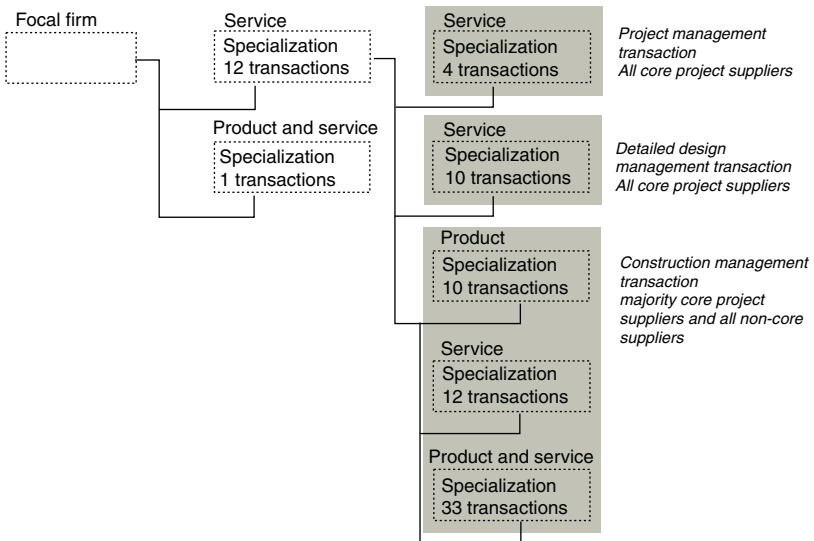 Focal firm
Service
Specialization
12 transactions
Product and service
Specialization
1 transactions
Service
Specialization
4 transactions
Project management
transaction
All core project suppliers
Service
Specialization
10 transactions
Detailed design
management transaction
All core project suppliers
Product
Specialization
10 transactions
Construction management
transaction
majority core project
suppliers and all non-core
suppliers
Service
Specialization
12 transactions
Product and service
Specialization
33 transactions